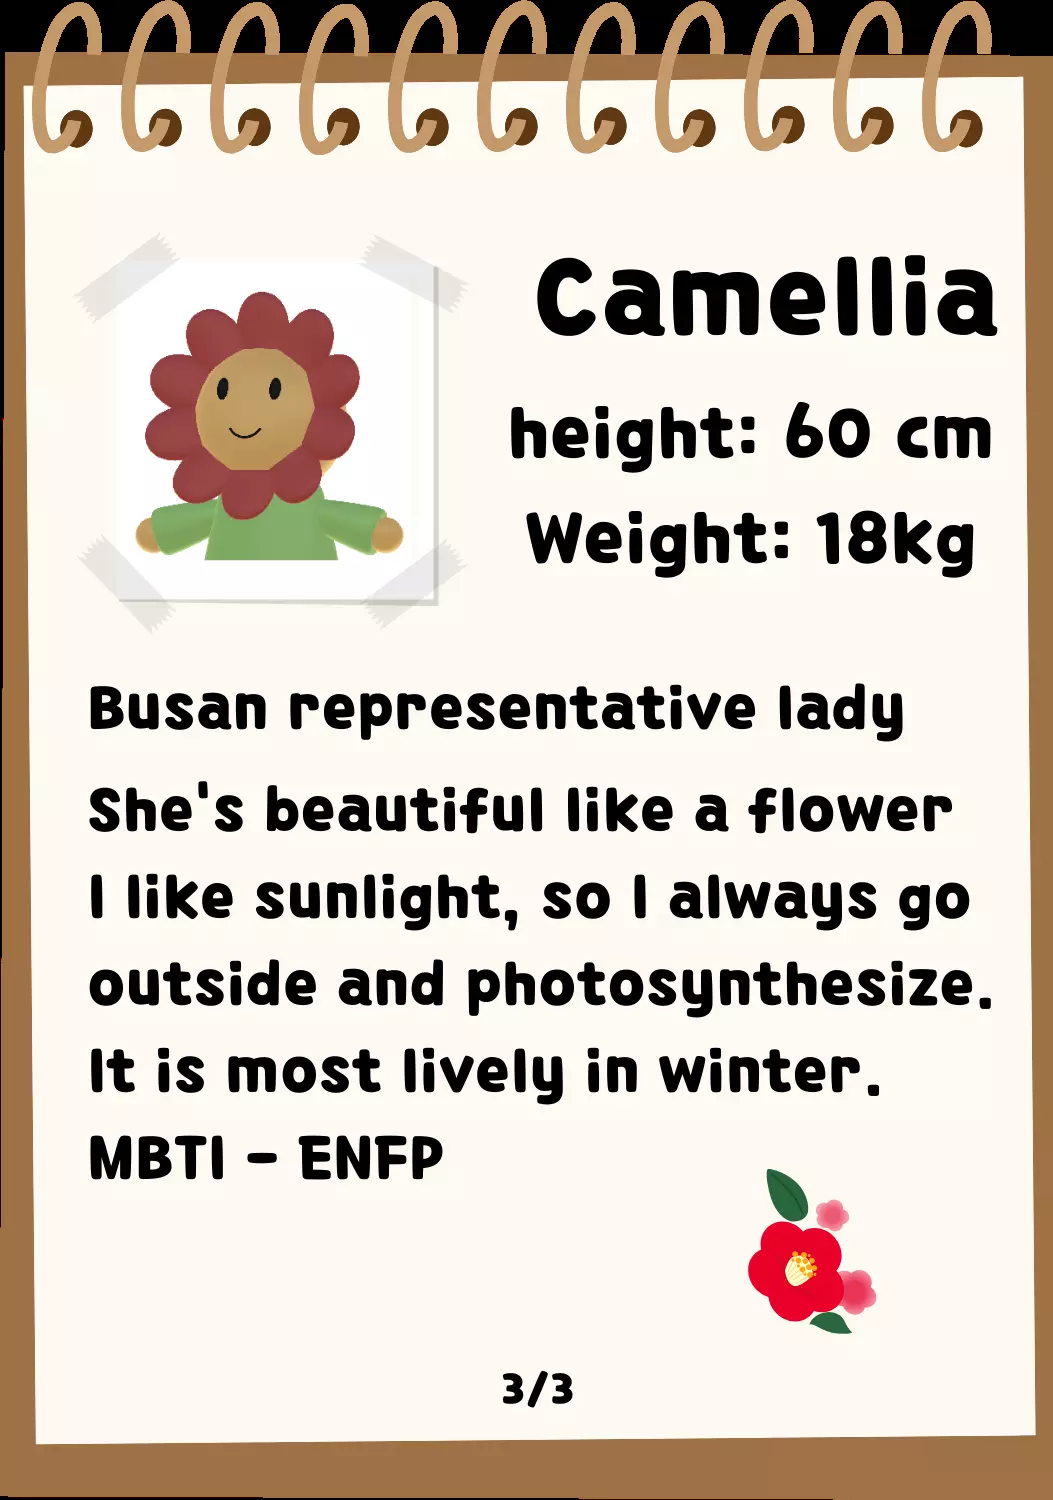 Camellia
height: 60 cm
Weight: 18kg
Busan representative lady
She's beautiful like a flower
I like sunlight, so I always go
outside and photosynthesize.
It is most lively in winter.
MBTI - ENFP
3/3